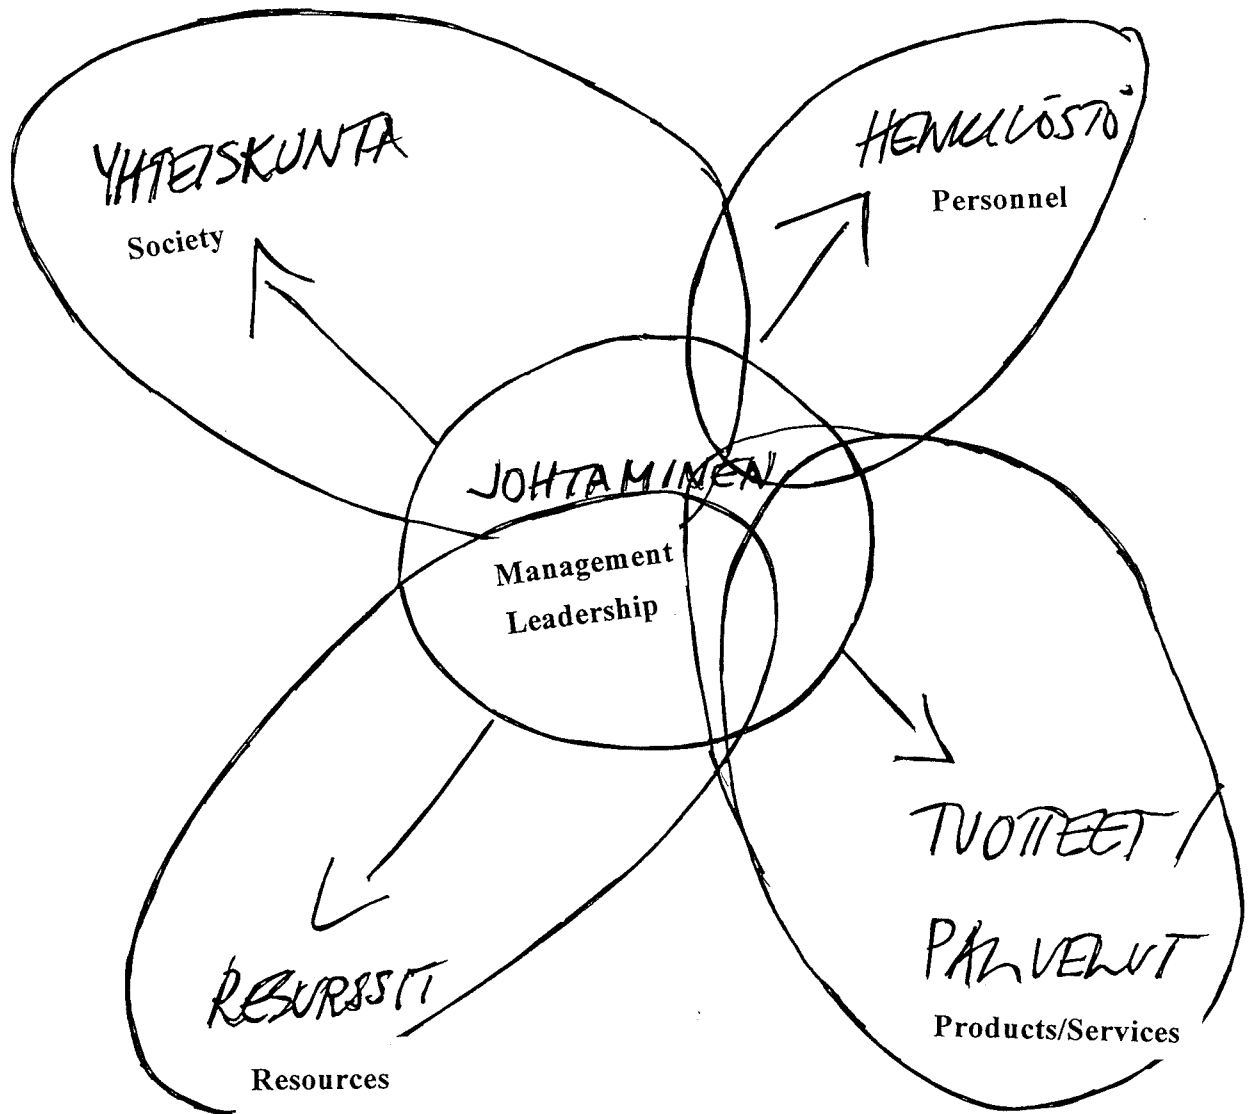 YHTEISKUNTA
Society
HENKILÖSTÖ
Personnel
JOHTAMINEN
Management
Leadership
TUOTTEET /
PALVELUT
Products/Services
RESURSSIT
Resources